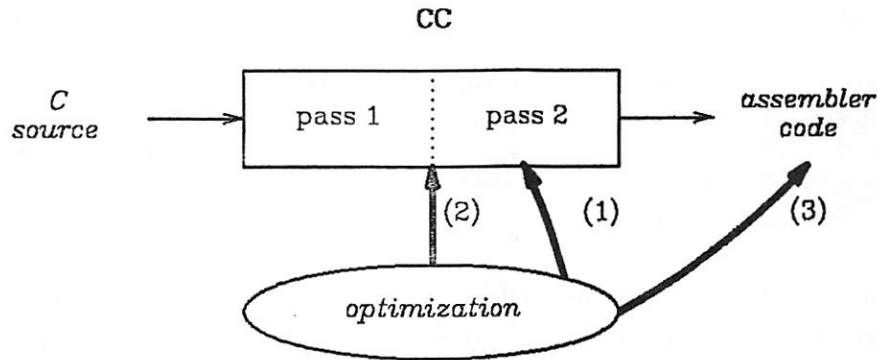 CC
C
source
pass 1
pass 2
assembler
code
(2)
(1)
(3)
optimization